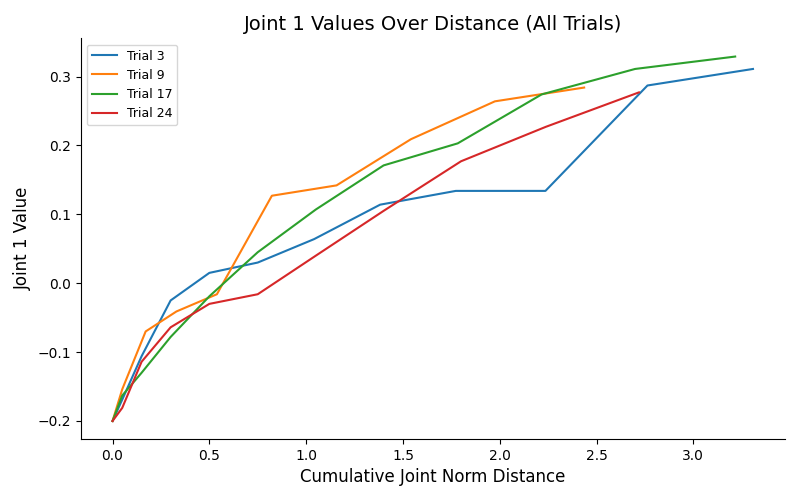 Joint 1 Values Over Distance (All Trials)
Trial 3
Trial 9
Trial 17
Trial 24
Joint 1 Value
0.3
0.2
0.1
0.0
−0.1
−0.2
0.0 0.5 1.0 1.5 2.0 2.5 3.0
Cumulative Joint Norm Distance